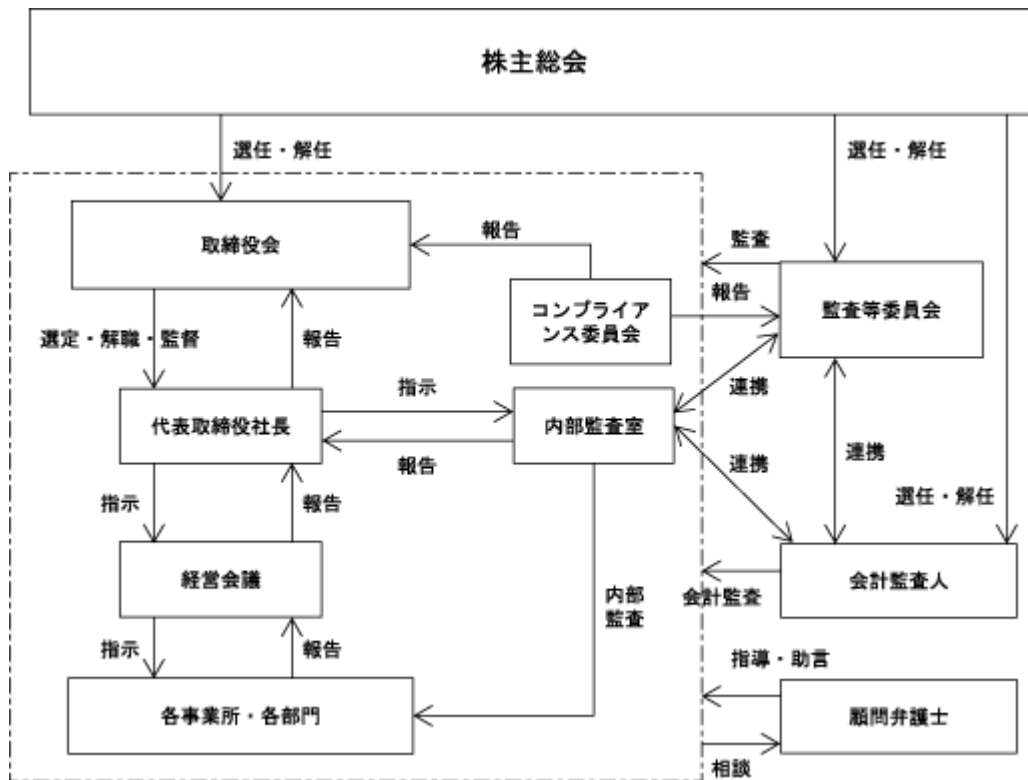 株主総会
選任・解任
選任・解任
取締役会
報告
監査
報告
コンプライア
ンス委員会
監査等委員会
選定・解職・監督
報告
連携
指示
代表取締役社長
内部監査室
報告
連携
連携
指示
報告
選任・解任
経営会議
会計監査人
内部
監査
会計監査
指示
報告
指導・助言
各事業所・各部門
顧問弁護士
相談